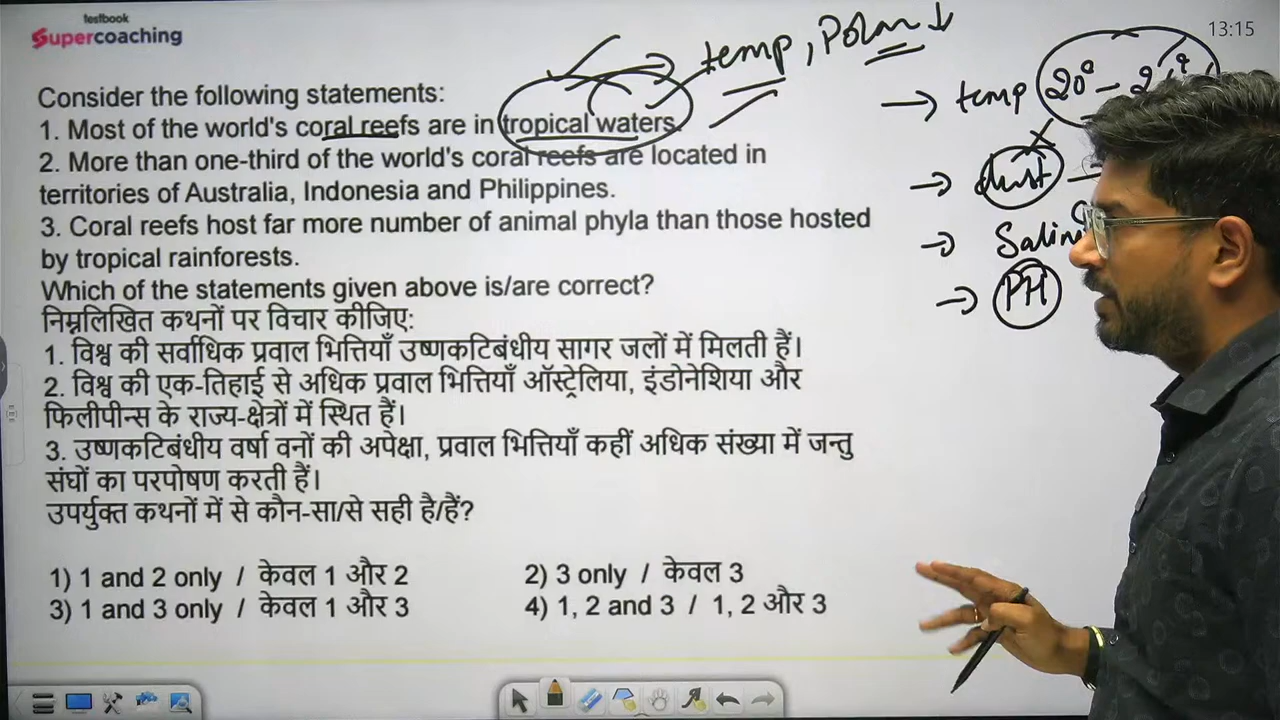 testbook
Supercoaching
13:15
temp, Polar ↓
Consider the following statements:
1. Most of the world's coral reefs are in tropical waters.
2. More than one-third of the world's coral reefs are located in
territories of Australia, Indonesia and Philippines.
3. Coral reefs host far more number of animal phyla than those hosted
by tropical rainforests.
Which of the statements given above is/are correct?
निम्नलिखित कथनों पर विचार कीजिए:
1. विश्व की सर्वाधिक प्रवाल भित्तियाँ उष्णकटिबंधीय सागर जलों में मिलती हैं।
2. विश्व की एक-तिहाई से अधिक प्रवाल भित्तियाँ ऑस्ट्रेलिया, इंडोनेशिया और
फिलीपीन्स के राज्य-क्षेत्रों में स्थित हैं।
3. उष्णकटिबंधीय वर्षा वनों की अपेक्षा, प्रवाल भित्तियाँ कहीं अधिक संख्या में जन्तु
संघों का परपोषण करती हैं।
उपर्युक्त कथनों में से कौन-सा/से सही है/हैं?
1) 1 and 2 only / केवल 1 और 2
2) 3 only / केवल 3
3) 1 and 3 only / केवल 1 और 3
4) 1, 2 and 3 / 1, 2 और 3
→ temp 20° –
→ dust –
→
→ PH